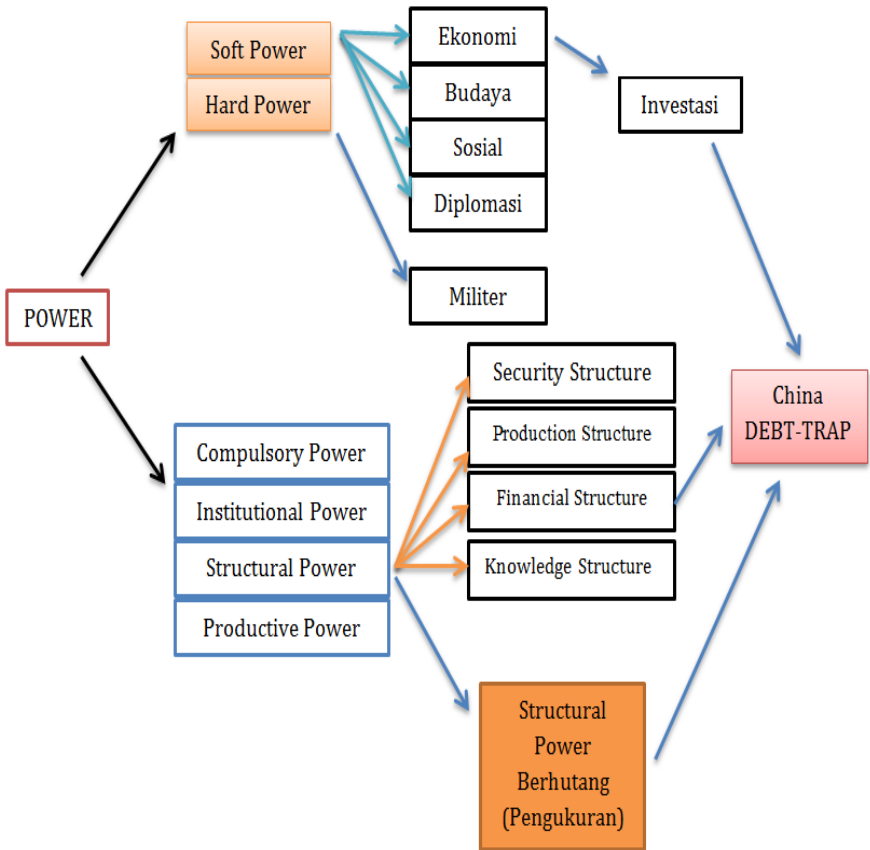 Soft Power
Hard Power
Ekonomi
Budaya
Sosial
Diplomasi
Investasi
Militer
POWER
Security Structure
Production Structure
Financial Structure
Knowledge Structure
China
DEBT-TRAP
Compulsory Power
Institutional Power
Structural Power
Productive Power
Structural
Power
Berhutang
(Pengukuran)